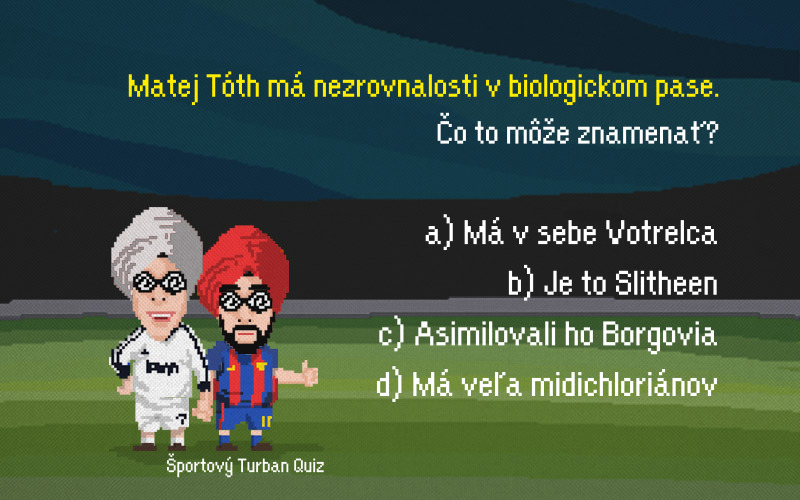 Matej Tóth má nezrovnalosti v biologickom pase.
Čo to môže znamenať?
a) Má v sebe Votrelca
b) Je to Slitheen
c) Asimilovali ho Borgovia
d) Má veľa midichloriánov
Športový Turban Quiz